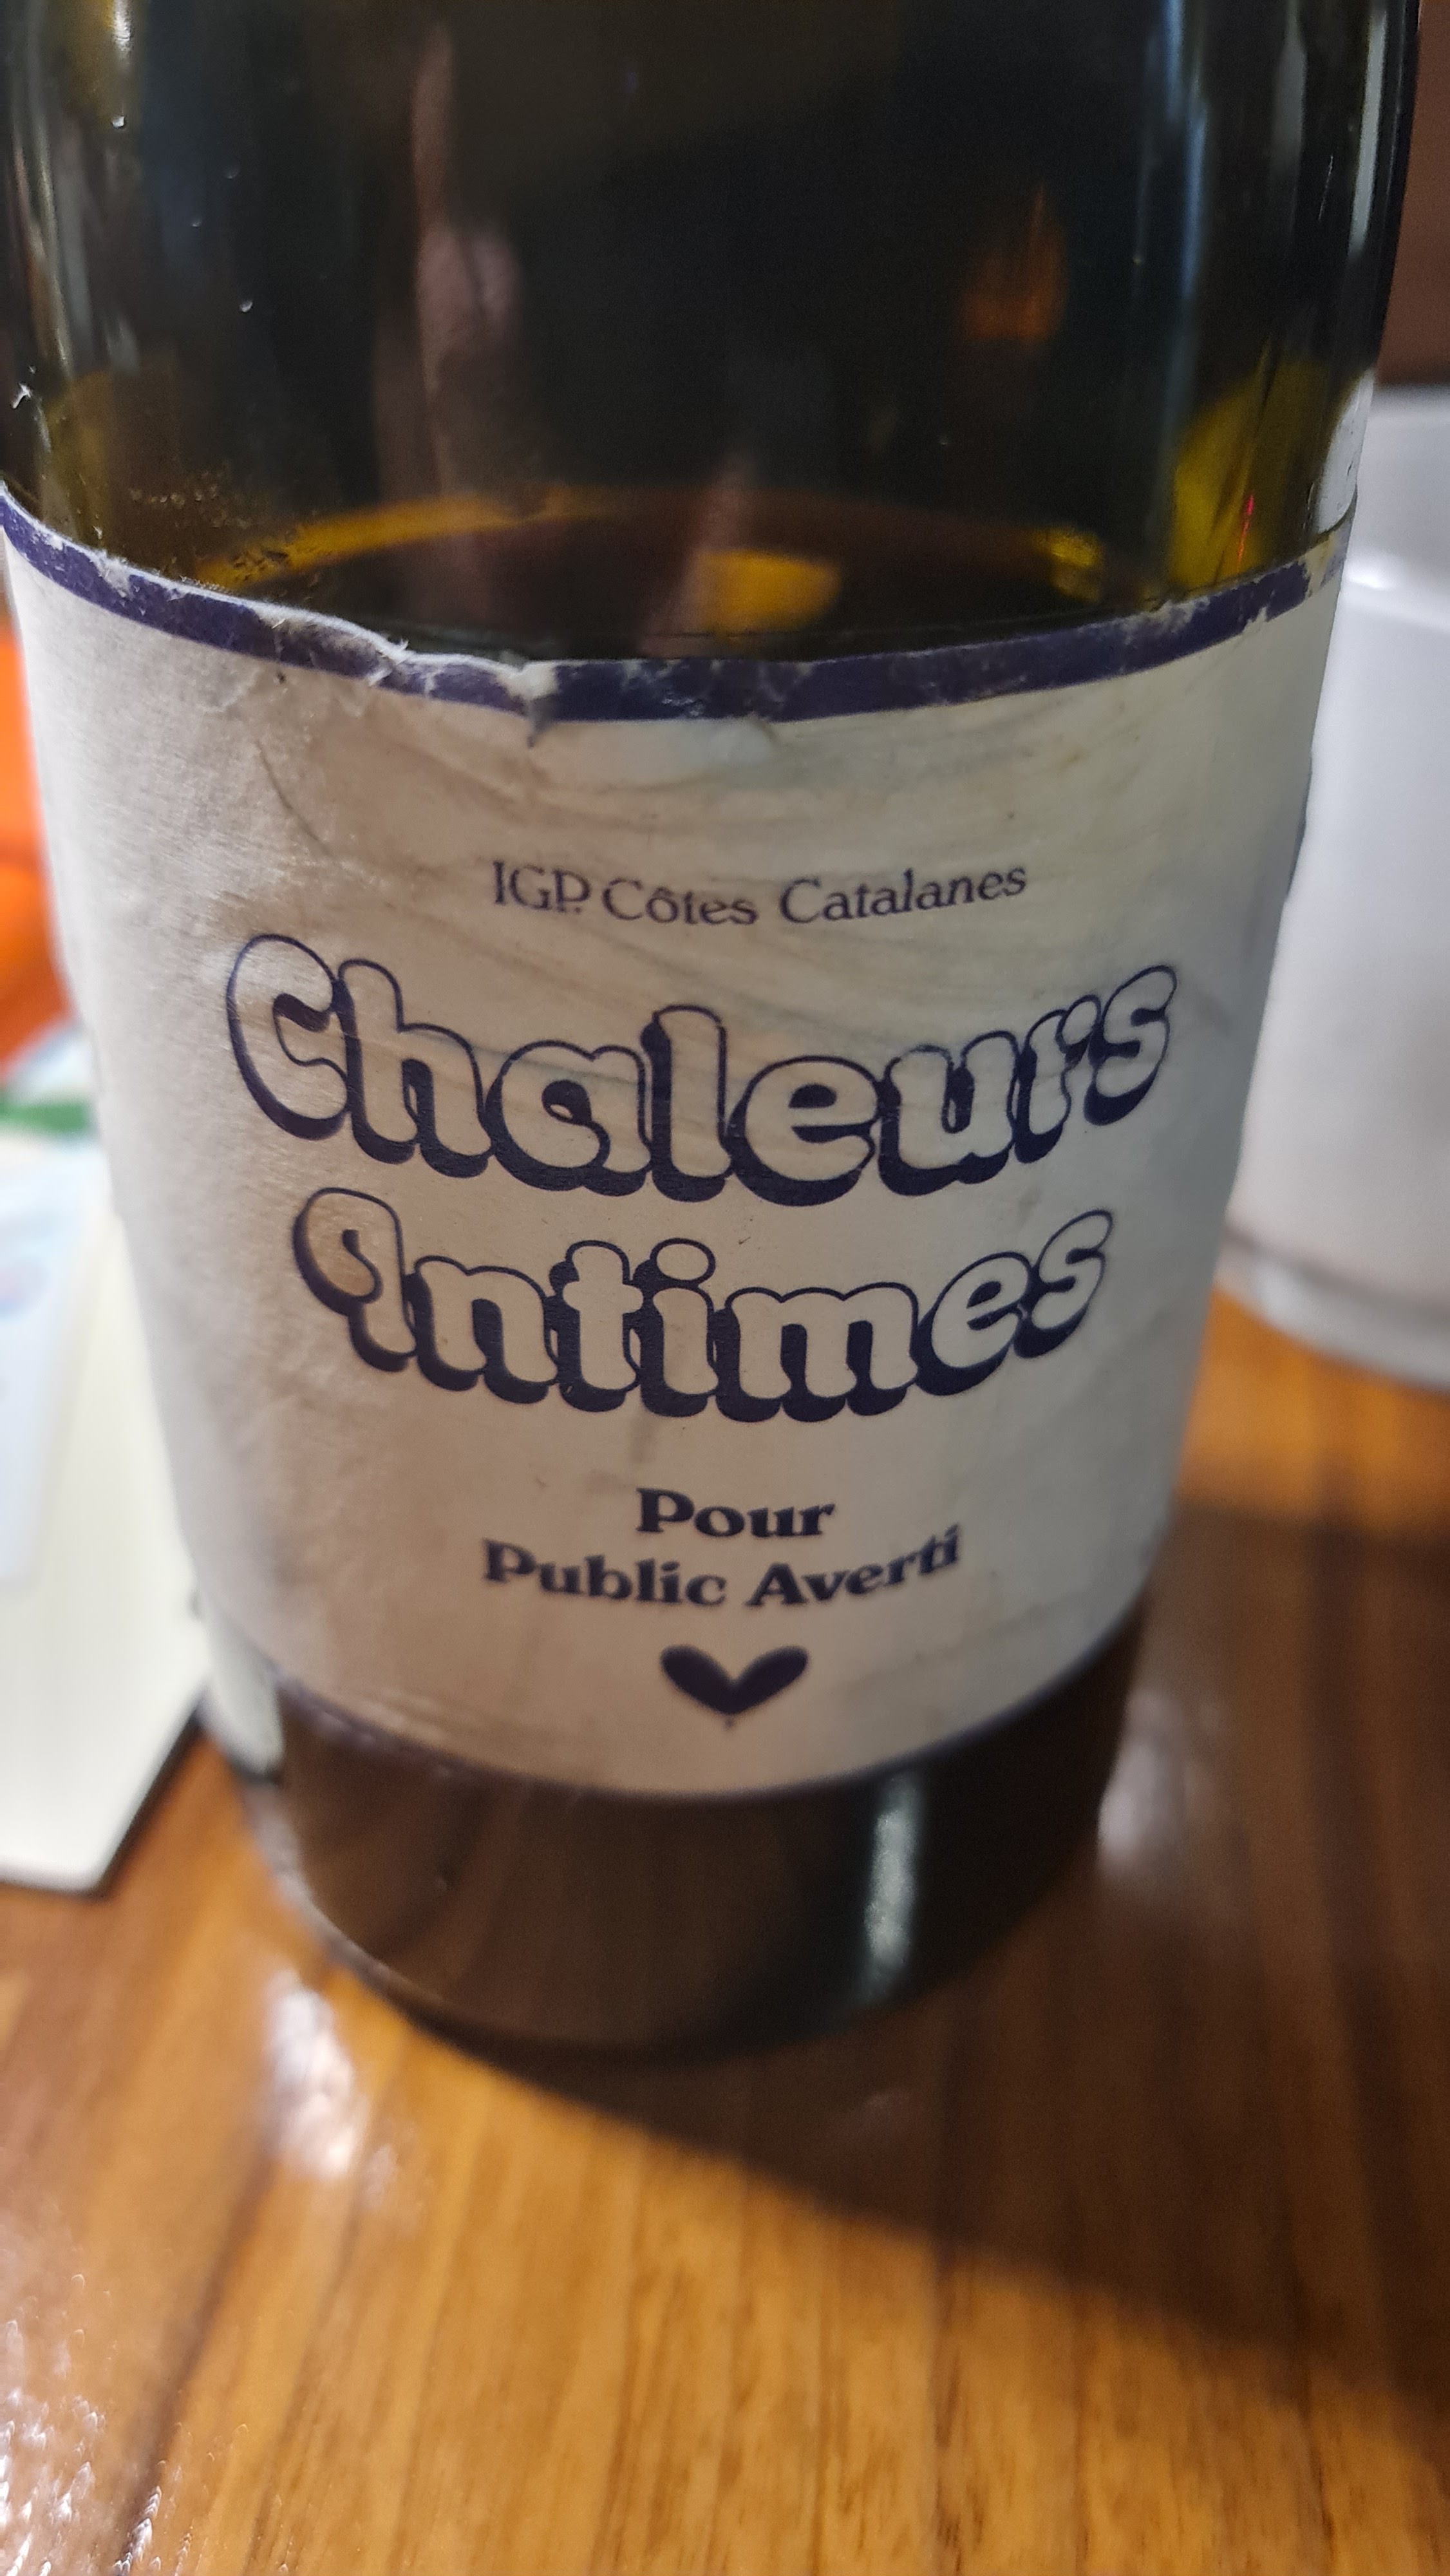 IGP. Côtes Catalanes
Chaleurs
Intimes
Pour
Public Averti